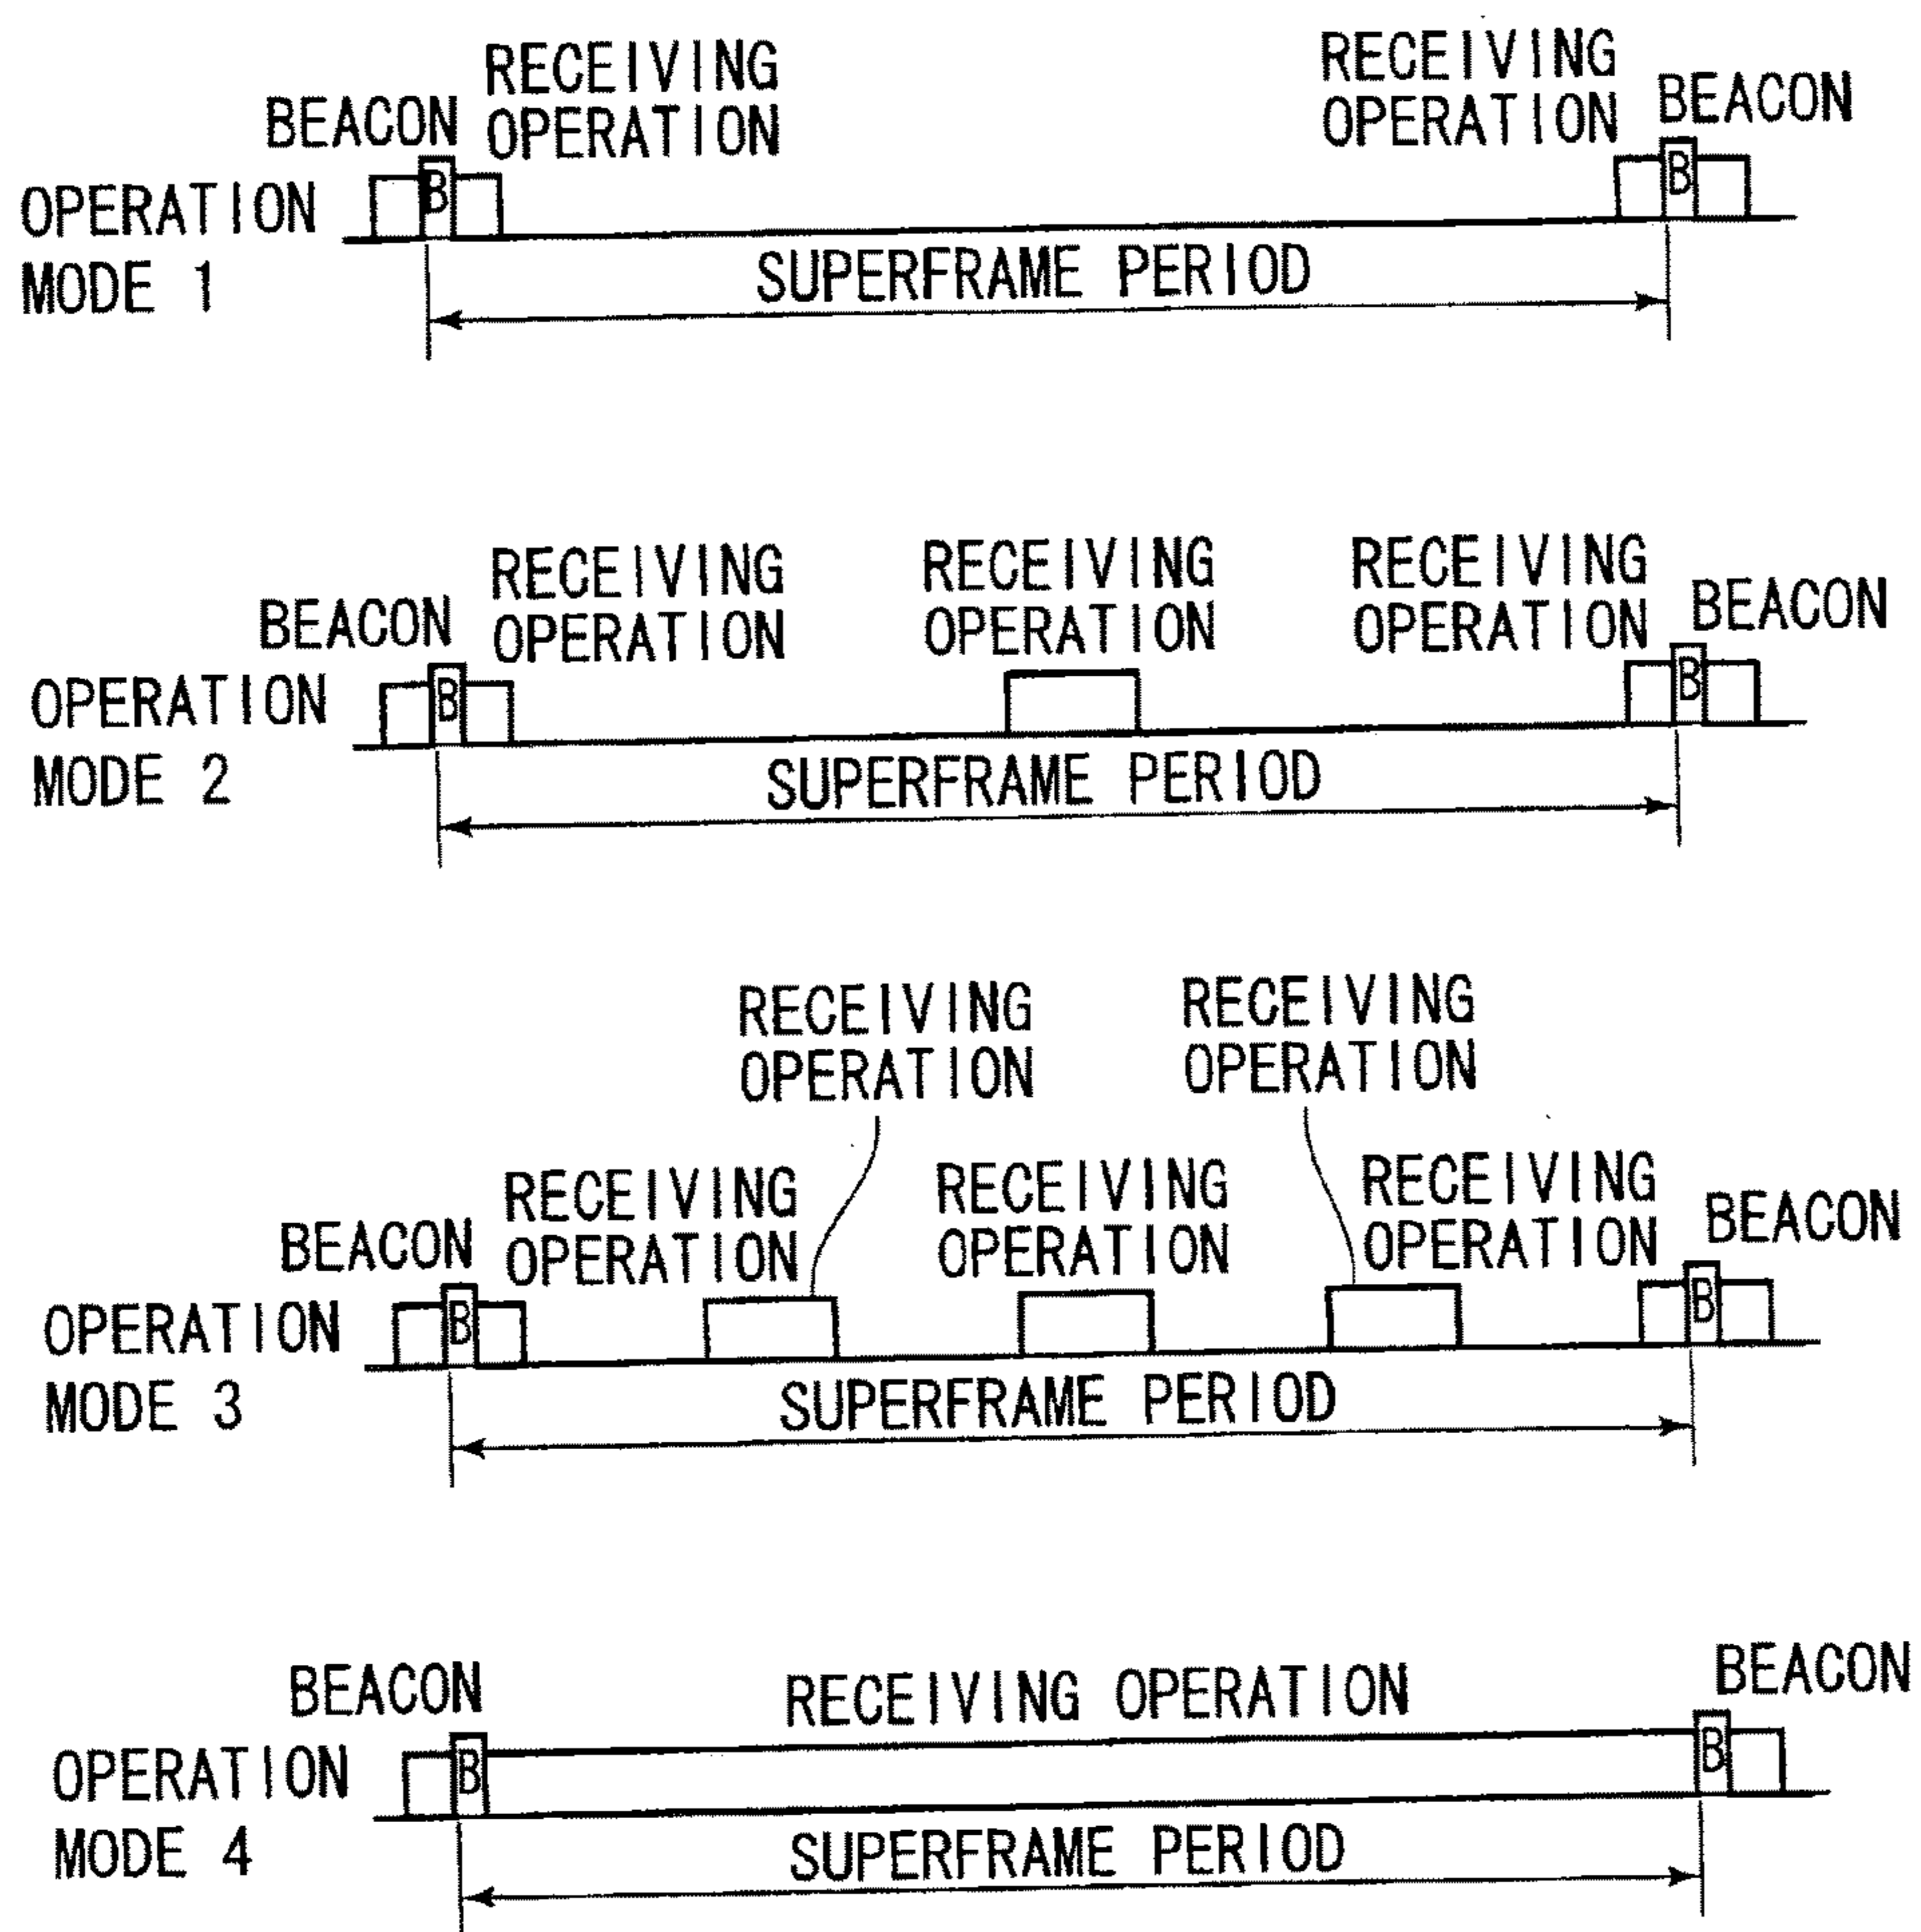 RECEIVING
OPERATION
RECEIVING
OPERATION
BEACON
BEACON
B
B
OPERATION
MODE 1
SUPERFRAME PERIOD
RECEIVING
OPERATION
RECEIVING
OPERATION
RECEIVING
OPERATION
BEACON
BEACON
B
B
OPERATION
MODE 2
SUPERFRAME PERIOD
RECEIVING
OPERATION
RECEIVING
OPERATION
RECEIVING
OPERATION
RECEIVING
OPERATION
RECEIVING
OPERATION
BEACON
BEACON
B
B
OPERATION
MODE 3
SUPERFRAME PERIOD
BEACON
RECEIVING OPERATION
BEACON
B
B
OPERATION
MODE 4
SUPERFRAME PERIOD